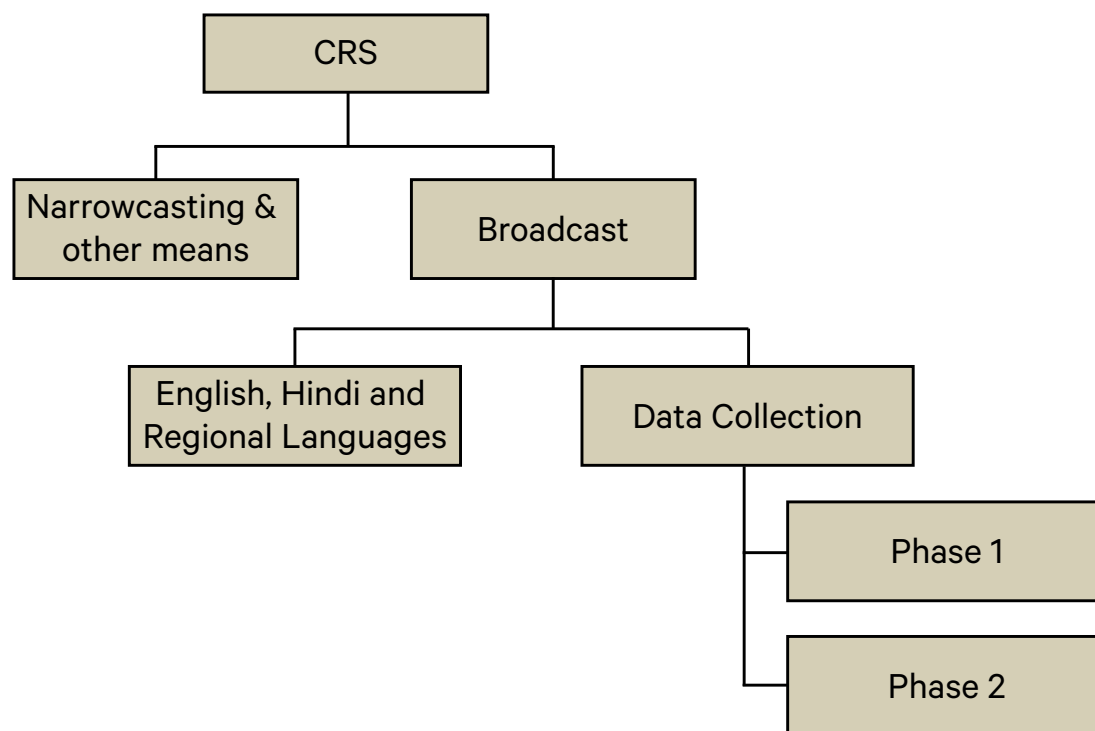 CRS
Narrowcasting &
other means
Broadcast
English, Hindi and
Regional Languages
Data Collection
Phase 1
Phase 2